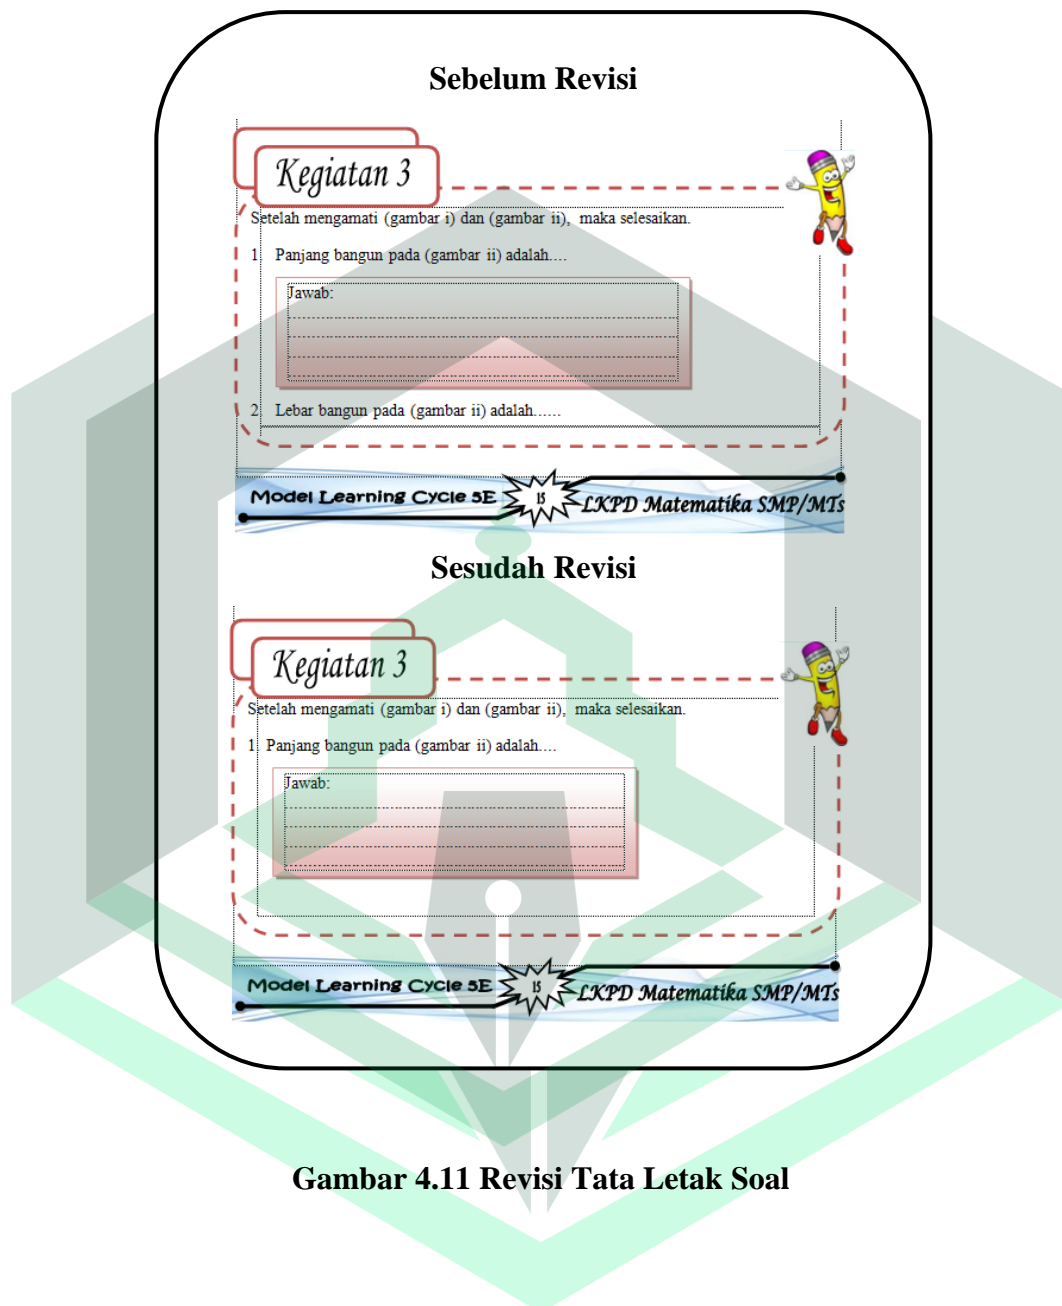 Sebelum Revisi
Kegiatan 3
Setelah mengamati (gambar i) dan (gambar ii), maka selesaikan.
1 Panjang bangun pada (gambar ii) adalah....
Jawab:
2 Lebar bangun pada (gambar ii) adalah......
Model Learning Cycle 5E 15 LKPD Matematika SMP/MTs
Sesudah Revisi
Kegiatan 3
Setelah mengamati (gambar i) dan (gambar ii), maka selesaikan.
1 Panjang bangun pada (gambar ii) adalah....
Jawab:
Model Learning Cycle 5E 15 LKPD Matematika SMP/MTs
Gambar 4.11 Revisi Tata Letak Soal